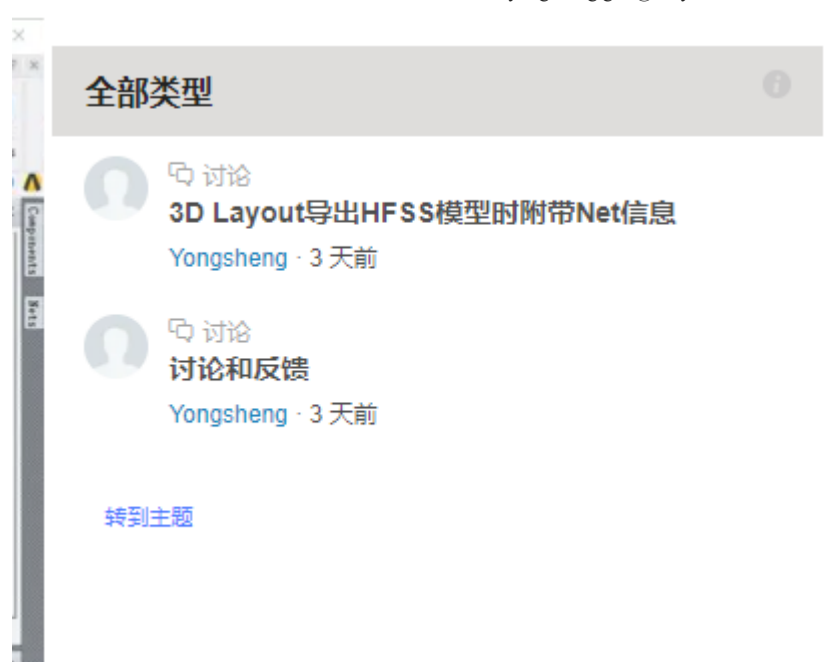 全部类型
讨论
3D Layout导出HFSS模型时附带Net信息
Yongsheng · 3 天前
讨论
讨论和反馈
Yongsheng · 3 天前
转到主题
Components
Nets